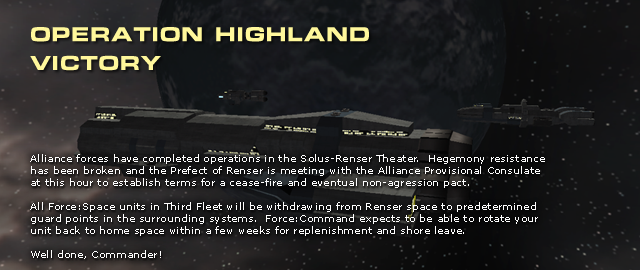 OPERATION HIGHLAND
VICTORY
Alliance forces have completed operations in the Solus-Renser Theater. Hegemony resistance
has been broken and the Prefect of Renser is meeting with the Alliance Provisional Consulate
at this hour to establish terms for a cease-fire and eventual non-agression pact.
All Force:Space units in Third Fleet will be withdrawing from Renser space to predetermined
guard points in the surrounding systems. Force:Command expects to be able to rotate your
unit back to home space within a few weeks for replenishment and shore leave.
Well done, Commander!